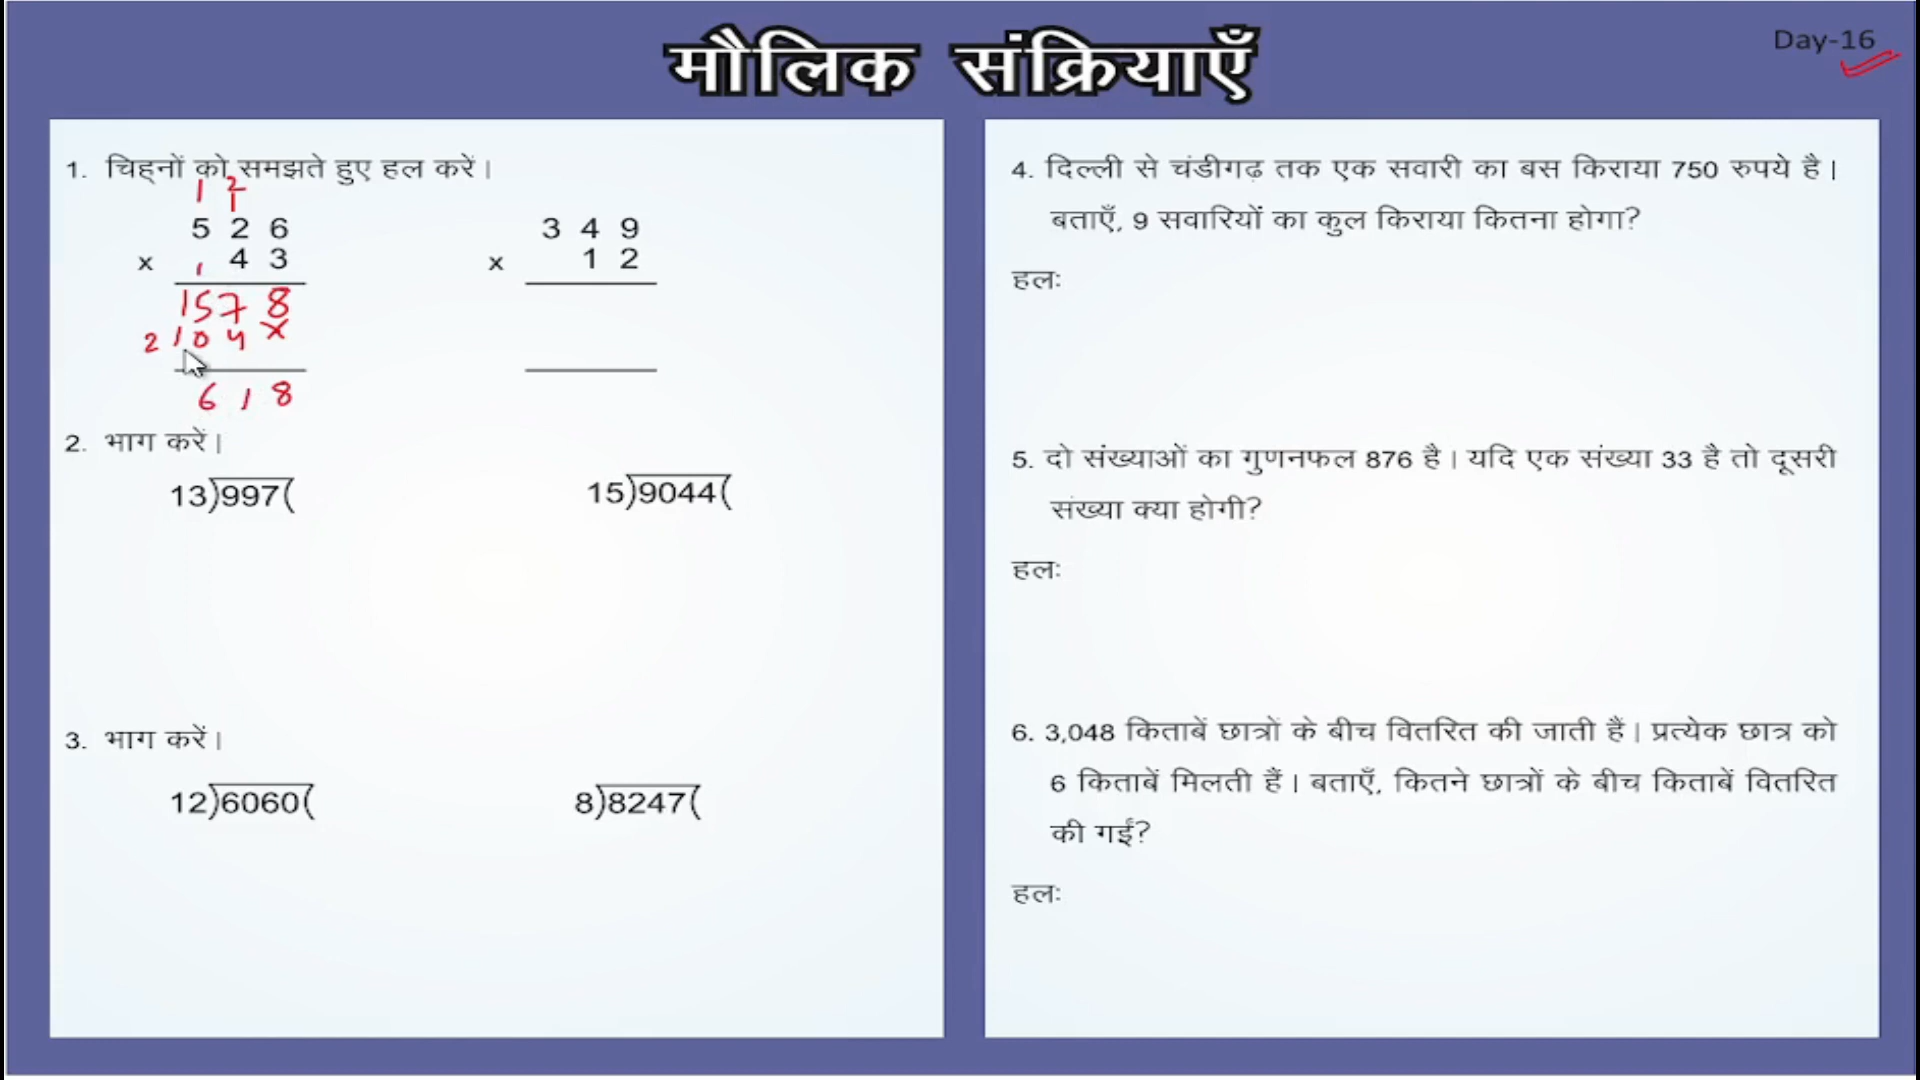 मौलिक संक्रियाएँ
Day-16
1. चिह्नों को समझते हुए हल करें।
1 2
1
5 2 6
x 4 3
1
1578
2104x
618
3 4 9
x 1 2
2. भाग करें।
13)997(
15)9044(
3. भाग करें।
12)6060(
8)8247(
4. दिल्ली से चंडीगढ़ तक एक सवारी का बस किराया 750 रुपये है।
बताएँ, 9 सवारियों का कुल किराया कितना होगा?
हलः
5. दो संख्याओं का गुणनफल 876 है। यदि एक संख्या 33 है तो दूसरी
संख्या क्या होगी?
हलः
6. 3,048 किताबें छात्रों के बीच वितरित की जाती हैं। प्रत्येक छात्र को
6 किताबें मिलती हैं। बताएँ, कितने छात्रों के बीच किताबें वितरित
की गईं?
हलः